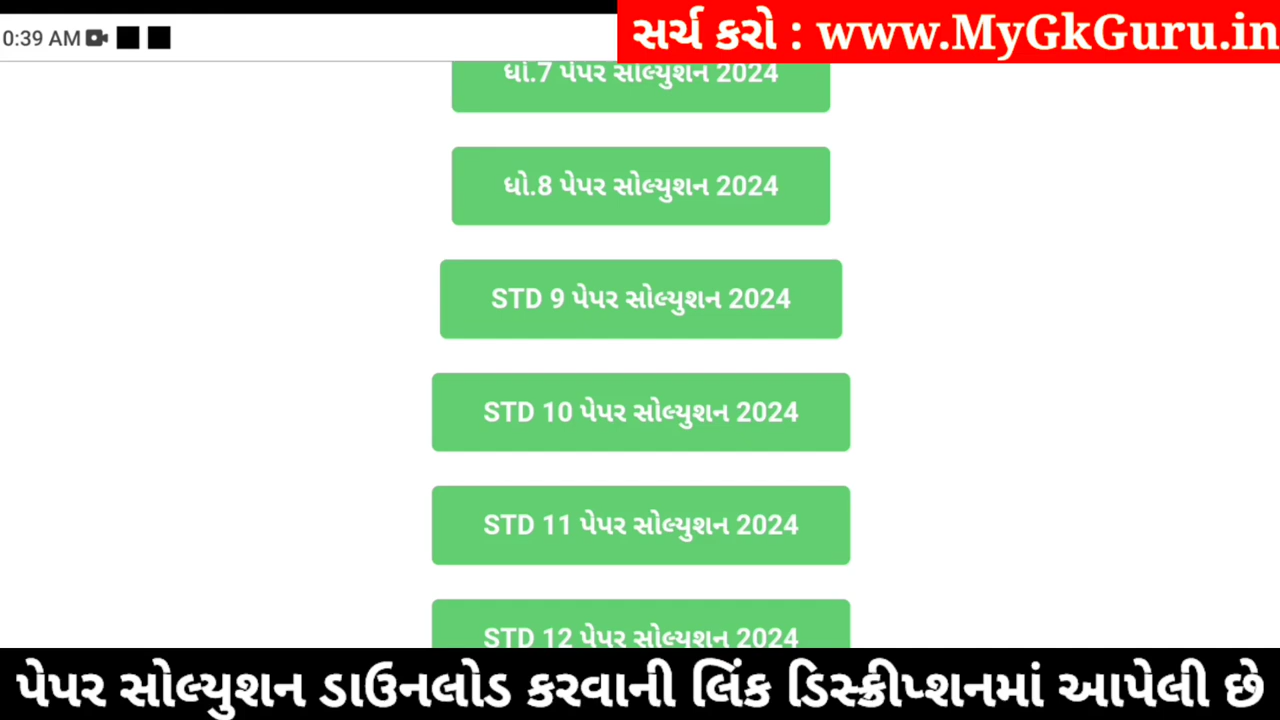 0:39 AM
સર્ચ કરો : www.MyGkGuru.in
ધો.7 પેપર સોલ્યુશન 2024
ધો.8 પેપર સોલ્યુશન 2024
STD 9 પેપર સોલ્યુશન 2024
STD 10 પેપર સોલ્યુશન 2024
STD 11 પેપર સોલ્યુશન 2024
STD 12 પેપર સોલ્યુશન 2024
પેપર સોલ્યુશન ડાઉનલોડ કરવાની લિંક ડિસ્ક્રીપ્શનમાં આપેલી છે